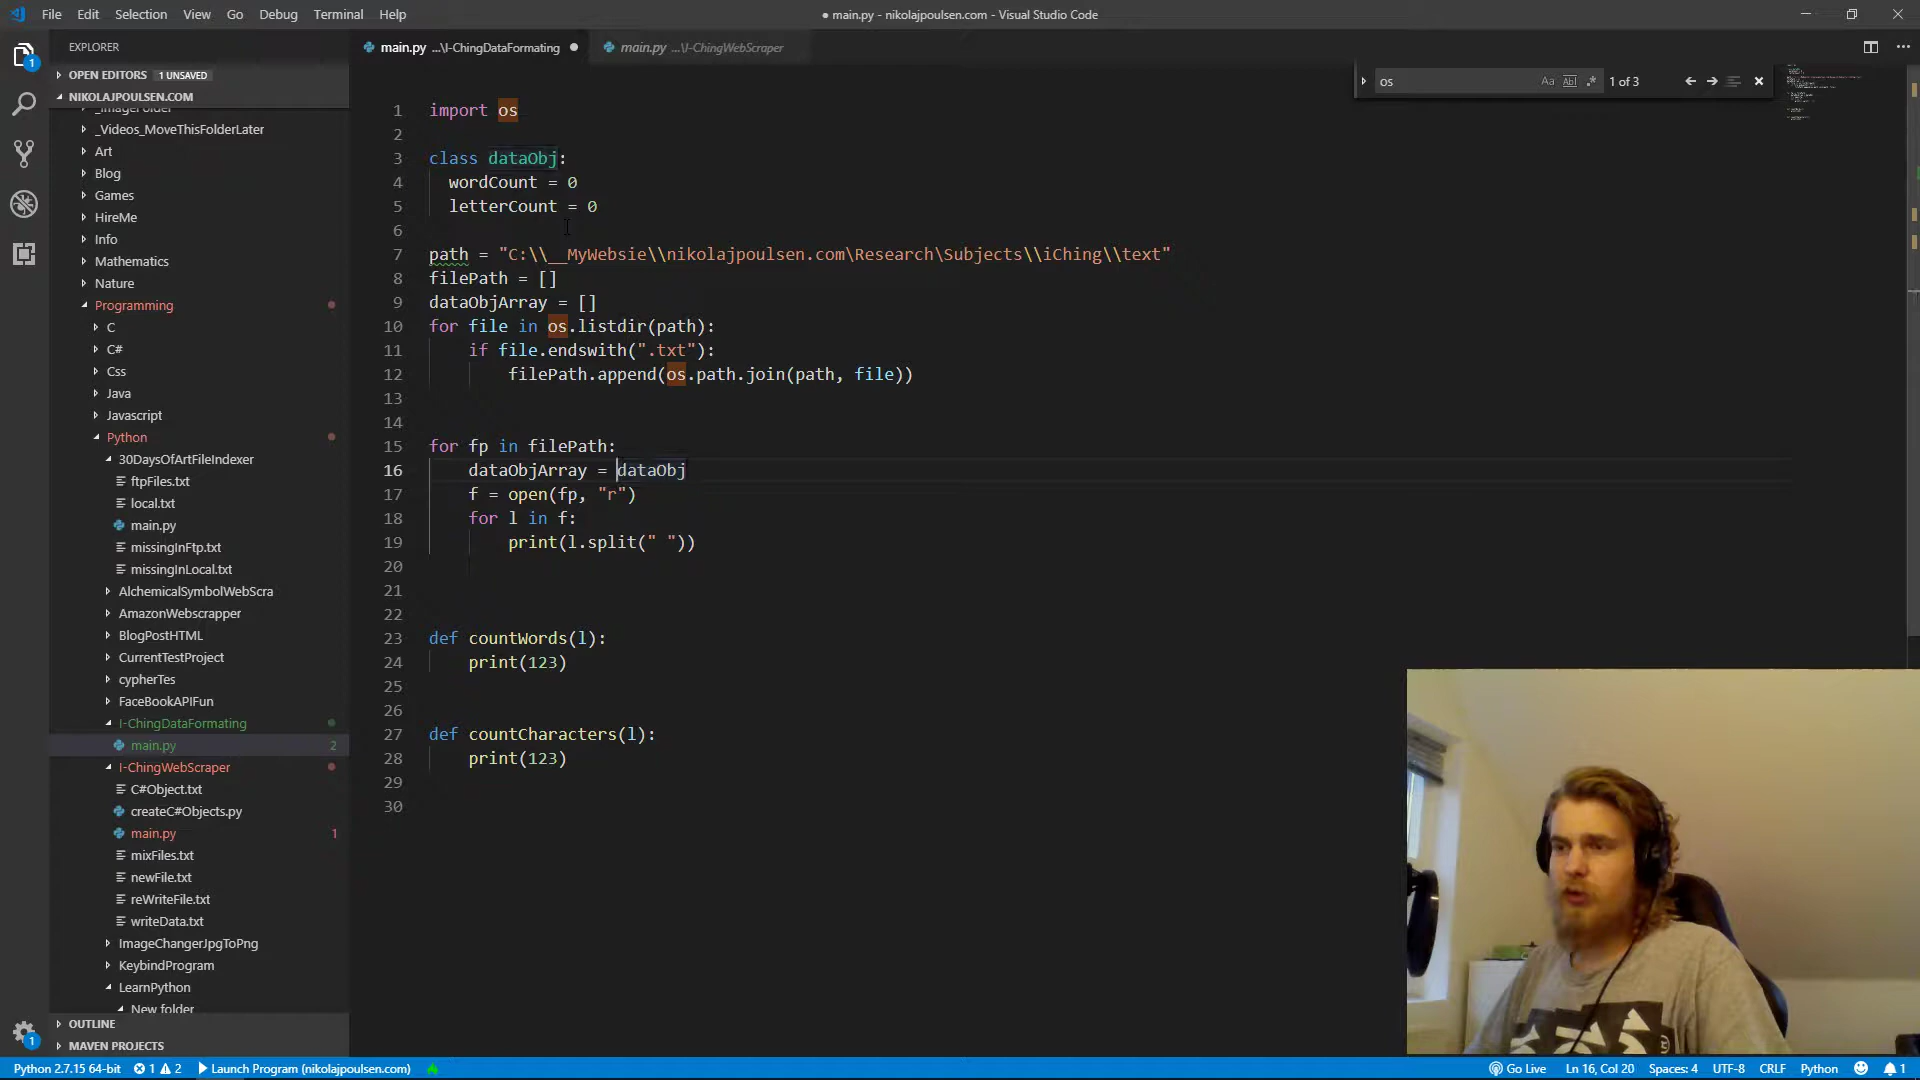 File Edit Selection View Go Debug Terminal Help
● main.py - nikolajpoulsen.com - Visual Studio Code
EXPLORER
OPEN EDITORS 1 UNSAVED
NIKOLAJPOULSEN.COM
_ImageFolder
_Videos_MoveThisFolderLater
Art
Blog
Games
HireMe
Info
Mathematics
Nature
Programming
C
C#
Css
Java
Javascript
Python
30DaysOfArtFileIndexer
ftpFiles.txt
local.txt
main.py
missingInFtp.txt
missingInLocal.txt
AlchemicalSymbolWebScra
AmazonWebscrapper
BlogPostHTML
CurrentTestProject
cypherTes
FaceBookAPIFun
I-ChingDataFormating
main.py 2
I-ChingWebScraper
C#Object.txt
createC#Objects.py
main.py 1
mixFiles.txt
newFile.txt
reWriteFile.txt
writeData.txt
ImageChangerJpgToPng
KeybindProgram
LearnPython
New folder
OUTLINE
MAVEN PROJECTS
1
1
main.py ...\I-ChingDataFormating ●
main.py ...\I-ChingWebScraper
os Aa Abl .* 1 of 3
1 import os
2
3 class dataObj:
4 wordCount = 0
5 letterCount = 0
6
7 path = "C:\\__MyWebsie\\nikolajpoulsen.com\Research\Subjects\\iChing\\text"
8 filePath = []
9 dataObjArray = []
10 for file in os.listdir(path):
11 if file.endswith(".txt"):
12 filePath.append(os.path.join(path, file))
13
14
15 for fp in filePath:
16 dataObjArray = dataObj
17 f = open(fp, "r")
18 for l in f:
19 print(l.split(" "))
20
21
22
23 def countWords(l):
24 print(123)
25
26
27 def countCharacters(l):
28 print(123)
29
30
Python 2.7.15 64-bit 1 2 Launch Program (nikolajpoulsen.com)
Go Live Ln 16, Col 20 Spaces: 4 UTF-8 CRLF Python 1